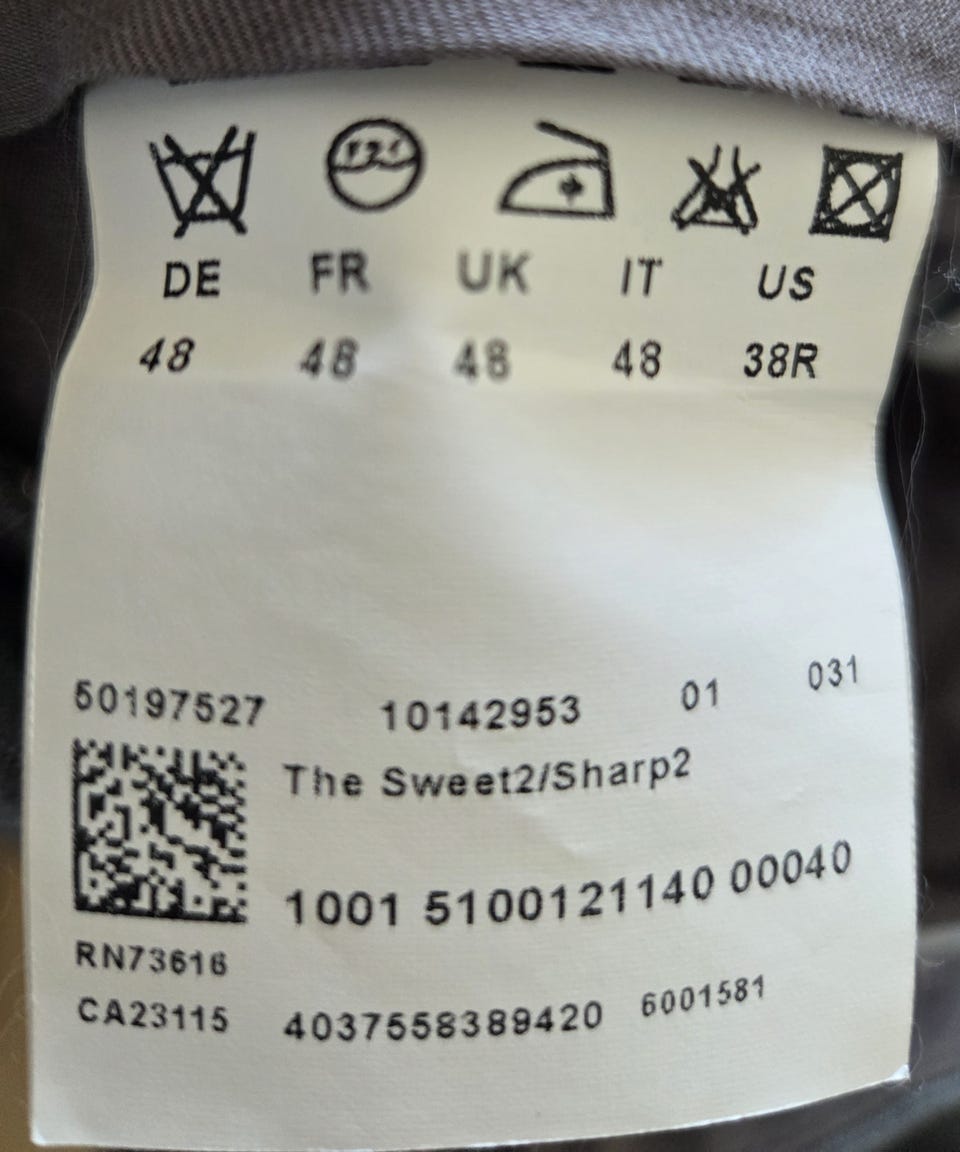 DE FR UK IT US
48 48 48 48 38R
50197527 10142953 01 031
The Sweet2/Sharp2
1001 5100121140 00040
RN73616
CA23115 4037558389420 6001581